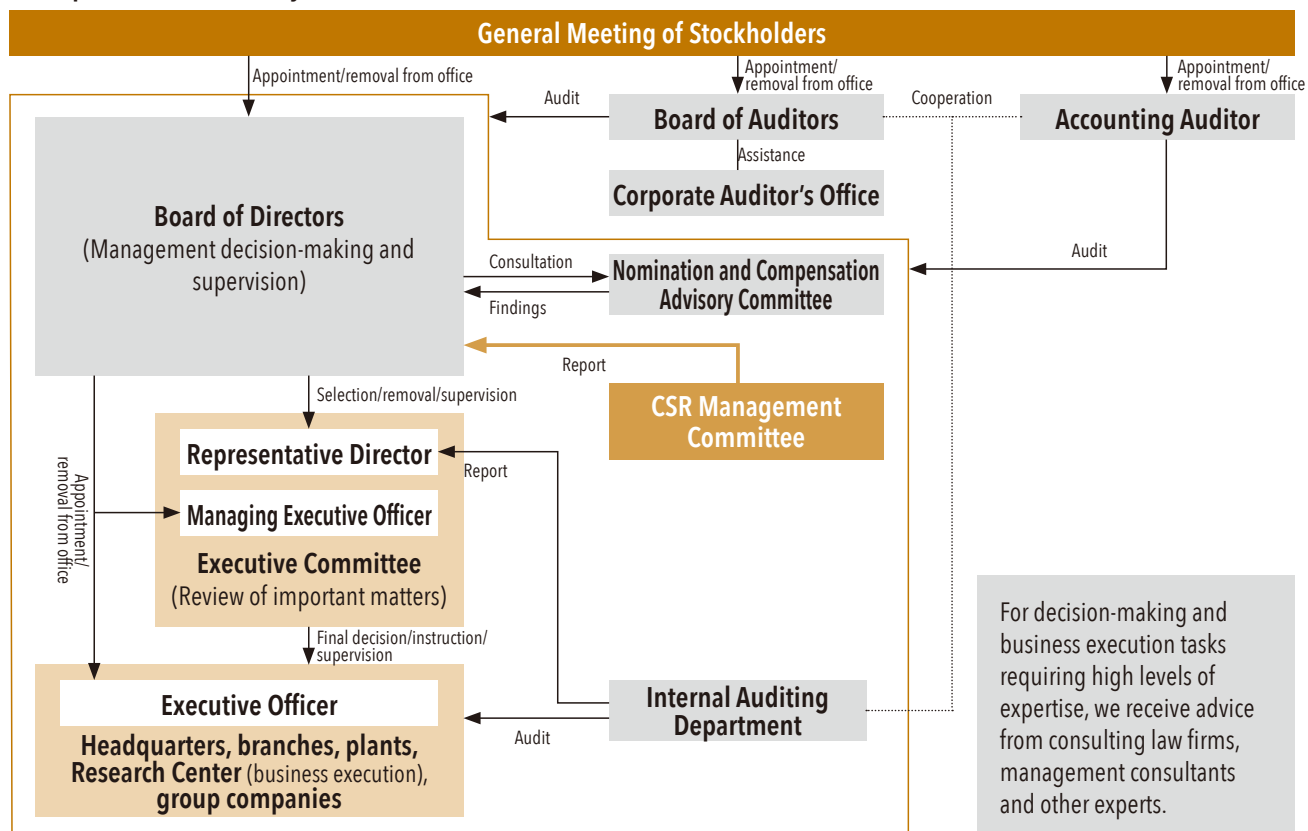 General Meeting of Stockholders
Appointment/removal from office
Appointment/
removal from office
Appointment/
removal from office
Audit
Board of Auditors
Cooperation
Accounting Auditor
Assistance
Corporate Auditor’s Office
Board of Directors
(Management decision-making and
supervision)
Consultation
Findings
Nomination and Compensation
Advisory Committee
Audit
Report
CSR Management
Committee
Selection/removal/supervision
Representative Director
Report
Appointment/
removal from office
Managing Executive Officer
Executive Committee
(Review of important matters)
Final decision/instruction/
supervision
Executive Officer
Headquarters, branches, plants,
Research Center (business execution),
group companies
Audit
Internal Auditing
Department
For decision-making and
business execution tasks
requiring high levels of
expertise, we receive advice
from consulting law firms,
management consultants
and other experts.